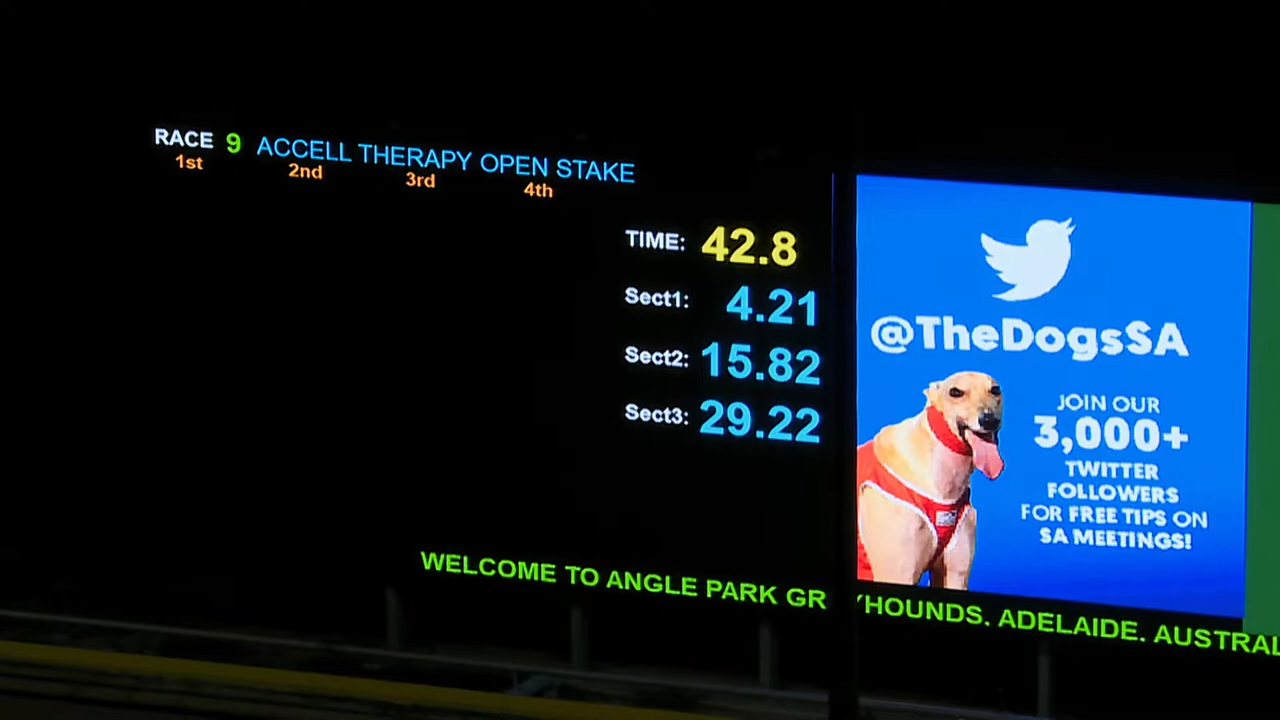 RACE 9 ACCELL THERAPY OPEN STAKE
1st 2nd 3rd 4th
TIME: 42.8
Sect1: 4.21
Sect2: 15.82
Sect3: 29.22
@TheDogsSA
JOIN OUR
3,000+
TWITTER
FOLLOWERS
FOR FREE TIPS ON
SA MEETINGS!
WELCOME TO ANGLE PARK GR YHOUNDS. ADELAIDE. AUSTRAL